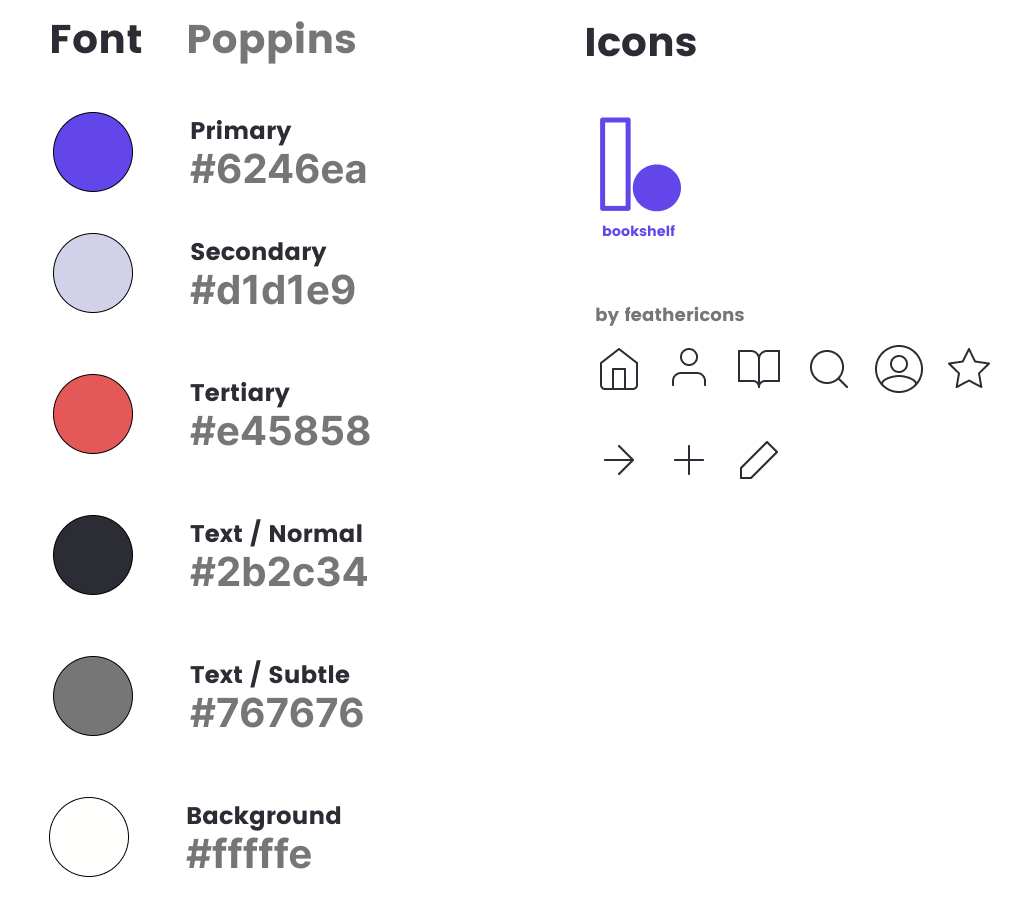 Font Poppins
Primary
#6246ea
Secondary
#d1d1e9
Tertiary
#e45858
Text / Normal
#2b2c34
Text / Subtle
#767676
Background
#fffffe
Icons
bookshelf
by feathericons